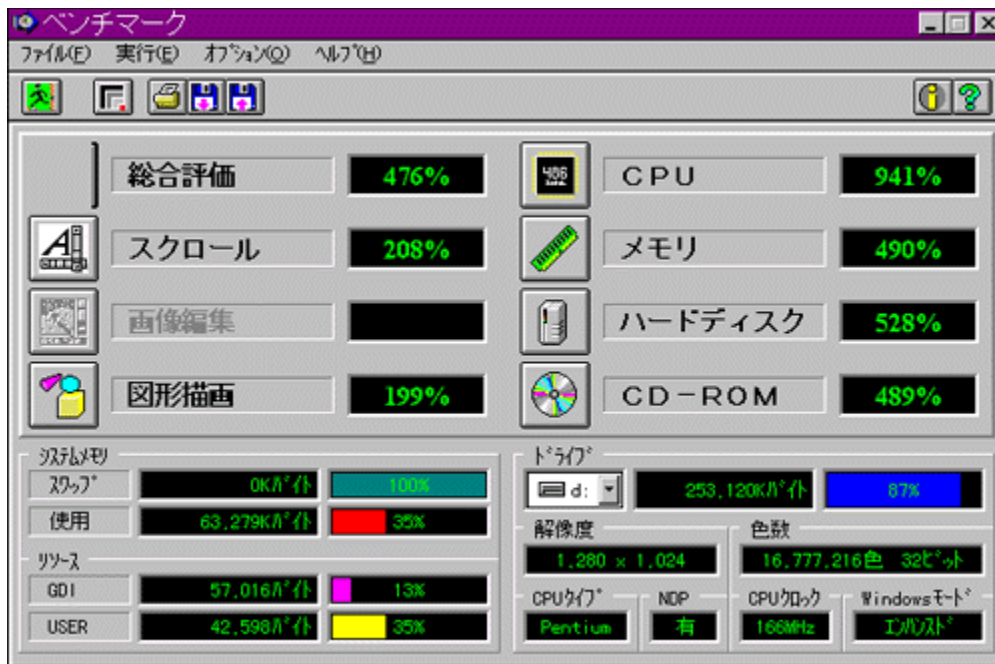 ベンチマーク
ﾌｧｲﾙ(F) 実行(E) ｵﾌﾟｼｮﾝ(O) ﾍﾙﾌﾟ(H)
総合評価 476%
スクロール 208%
画像編集
図形描画 199%
486
ＣＰＵ 941%
メモリ 490%
ハードディスク 528%
ＣＤ－ＲＯＭ 489%
ｼｽﾃﾑﾒﾓﾘ
ｽﾜｯﾌﾟ 0Kﾊﾞｲﾄ 100%
使用 63,279Kﾊﾞｲﾄ 35%
ﾘｿｰｽ
GDI 57,016ﾊﾞｲﾄ 13%
USER 42,598ﾊﾞｲﾄ 35%
ﾄﾞﾗｲﾌﾞ
d: 253,120Kﾊﾞｲﾄ 87%
解像度
1,280 × 1,024
色数
16,777,216色 32ﾋﾞｯﾄ
CPUﾀｲﾌﾟ
Pentium
NDP
有
CPUｸﾛｯｸ
166MHz
Windowsﾓｰﾄﾞ
ｴﾝﾊﾝｽﾄﾞ